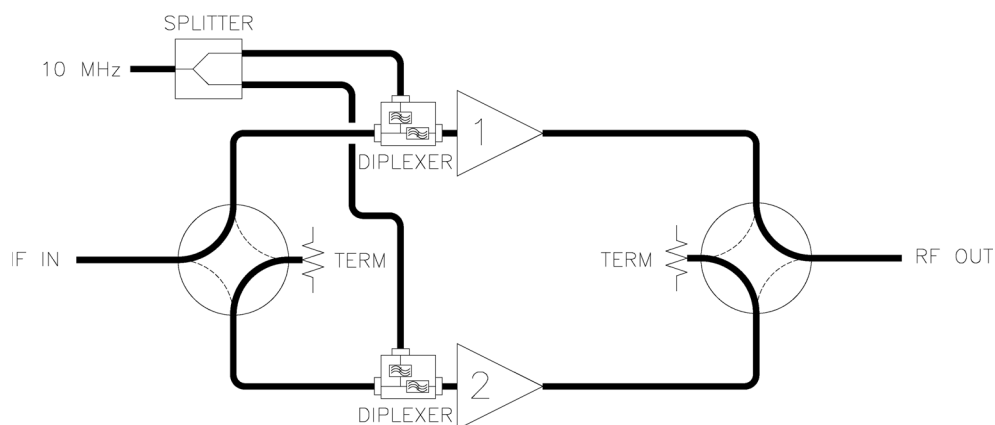 SPLITTER
10 MHz
1
DIPLEXER
IF IN
TERM
TERM
RF OUT
2
DIPLEXER